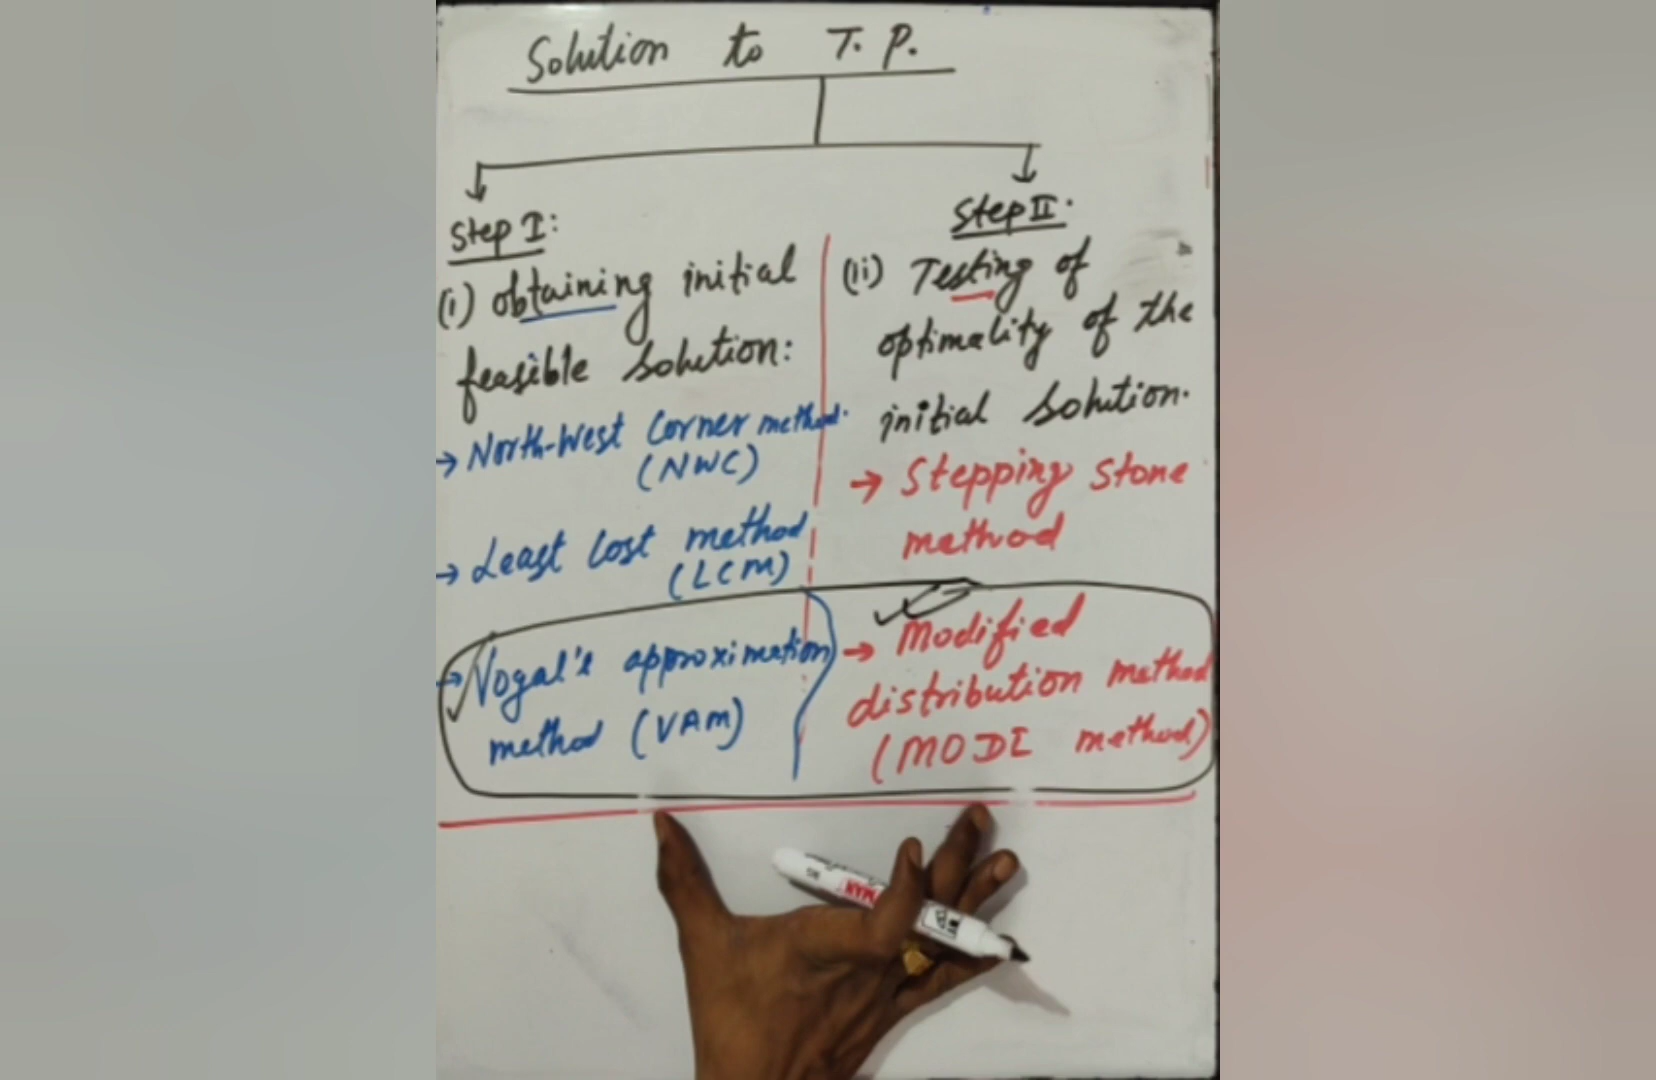 Solution to T. P.
Step I:
(i) obtaining initial
feasible solution:
→ North-West Corner method.
(NWC)
→ Least Cost method
(LCM)
→ Vogal's approximation
method (VAM)
Step II.
(ii) Testing of
optimality of the
initial solution.
→ Stepping Stone
method
→ Modified
distribution method
(MODI method)